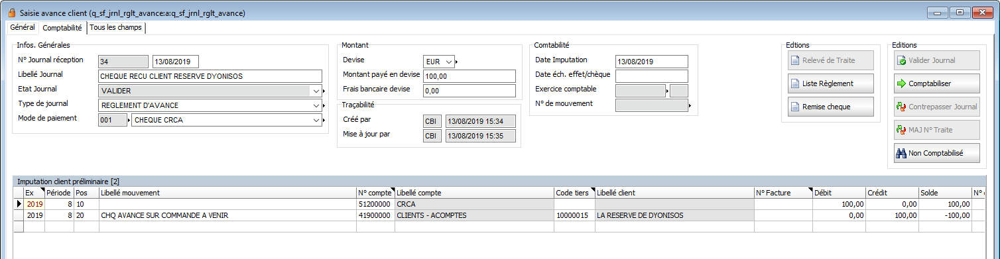 Saisie avance client (q_sf_jrnl_rglt_avance:a:q_sf_jrnl_rglt_avance)
Général Comptabilité Tous les champs
Infos. Générales
N° Journal réception 34 13/08/2019
Libellé Journal CHEQUE RECU CLIENT RESERVE DYONISOS
Etat Journal VALIDER
Type de journal REGLEMENT D'AVANCE
Mode de paiement 001 CHEQUE CRCA
Montant
Devise EUR
Montant payé en devise 100,00
Frais bancaire devise 0,00
Traçabilité
Créé par CBI 13/08/2019 15:34
Mise à jour par CBI 13/08/2019 15:35
Comtabilité
Date Imputation 13/08/2019
Date éch. effet/chèque
Exercice comptable
N° de mouvement
Editions
Relevé de Traite
Liste Règlement
Remise cheque
Editions
Valider Journal
Comptabiliser
Contrepasser Journal
MAJ N° Traite
Non Comptabilisé
Imputation client préliminaire [2]
Ex Période Pos Libellé mouvement N° compte Libellé compte Code tiers Libellé client N° Facture Débit Crédit Solde
2019 8 10 51200000 CRCA 100,00 0,00 100,00
2019 8 20 CHQ AVANCE SUR COMMANDE A VENIR 41900000 CLIENTS - ACOMPTES 10000015 LA RESERVE DE DYONISOS 0,00 100,00 -100,00